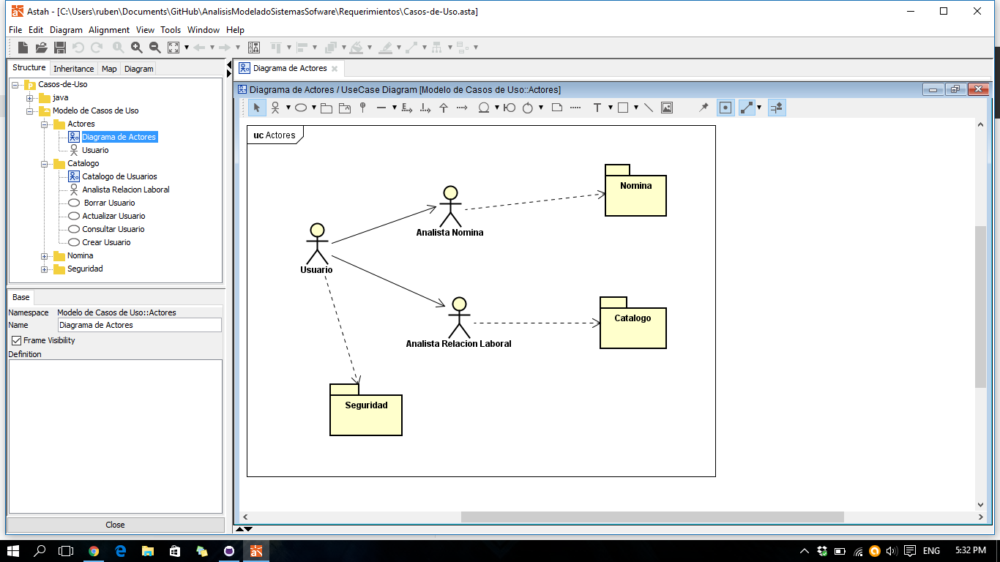 Astah - [C:\Users\ruben\Documents\GitHub\AnalisisModeladoSistemasSofware\Requerimientos\Casos-de-Uso.asta]
File Edit Diagram Alignment View Tools Window Help
Structure Inheritance Map Diagram
Casos-de-Uso
java
Modelo de Casos de Uso
Actores
Diagrama de Actores
Usuario
Catalogo
Catalogo de Usuarios
Analista Relacion Laboral
Borrar Usuario
Actualizar Usuario
Consultar Usuario
Crear Usuario
Nomina
Seguridad
Base
Namespace Modelo de Casos de Uso::Actores
Name Diagrama de Actores
Frame Visibility
Definition
Close
Diagrama de Actores
Diagrama de Actores / UseCase Diagram [Modelo de Casos de Uso::Actores]
uc Actores
Nomina
Analista Nomina
Usuario
Catalogo
Analista Relacion Laboral
Seguridad
ENG 5:32 PM